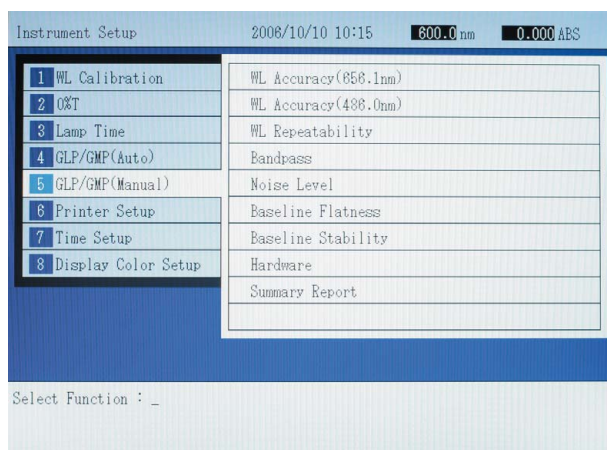 Instrument Setup 2006/10/10 10:15 600.0 nm 0.000 ABS
1 WL Calibration
2 0%T
3 Lamp Time
4 GLP/GMP(Auto)
5 GLP/GMP(Manual)
6 Printer Setup
7 Time Setup
8 Display Color Setup
WL Accuracy(656.1nm)
WL Accuracy(486.0nm)
WL Repeatability
Bandpass
Noise Level
Baseline Flatness
Baseline Stability
Hardware
Summary Report
Select Function : _